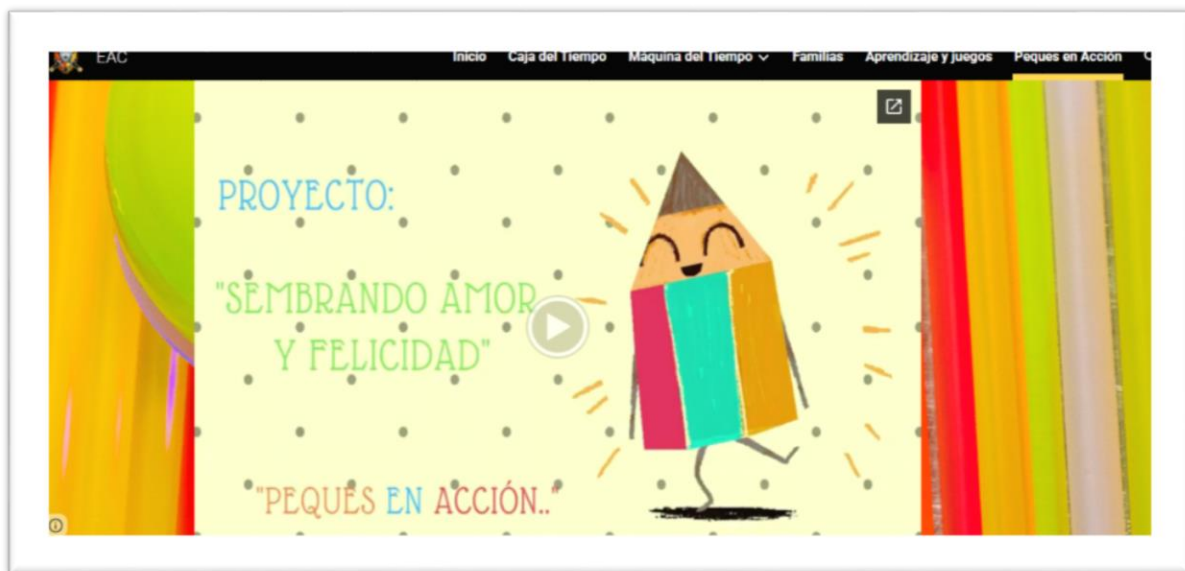 EAC
Inicio Caja del Tiempo Máquina del Tiempo Familias Aprendizaje y juegos Peques en Acción
PROYECTO:
"SEMBRANDO AMOR
Y FELICIDAD"
"PEQUES EN ACCIÓN.."